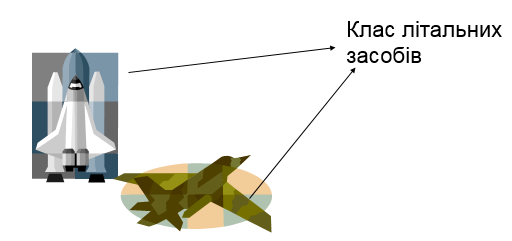 Клас літальних
засобів